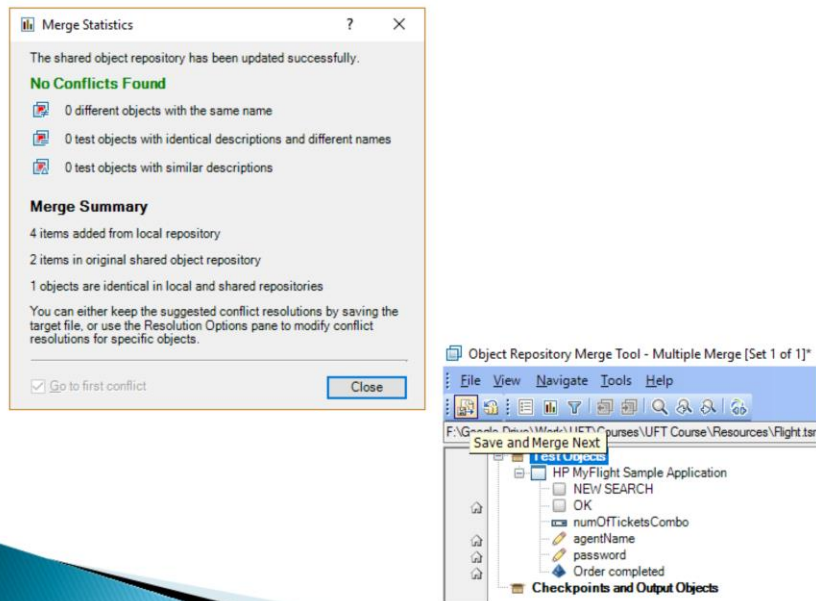 Merge Statistics
The shared object repository has been updated successfully.
No Conflicts Found
0 different objects with the same name
0 test objects with identical descriptions and different names
0 test objects with similar descriptions
Merge Summary
4 items added from local repository
2 items in original shared object repository
1 objects are identical in local and shared repositories
You can either keep the suggested conflict resolutions by saving the
target file, or use the Resolution Options pane to modify conflict
resolutions for specific objects.
Go to first conflict
Close
Object Repository Merge Tool - Multiple Merge [Set 1 of 1]*
File View Navigate Tools Help
Courses\UFT Course\Resources\Flight.tsr
Save and Merge Next
Test Objects
HP MyFlight Sample Application
NEW SEARCH
OK
numOfTicketsCombo
agentName
password
Order completed
Checkpoints and Output Objects